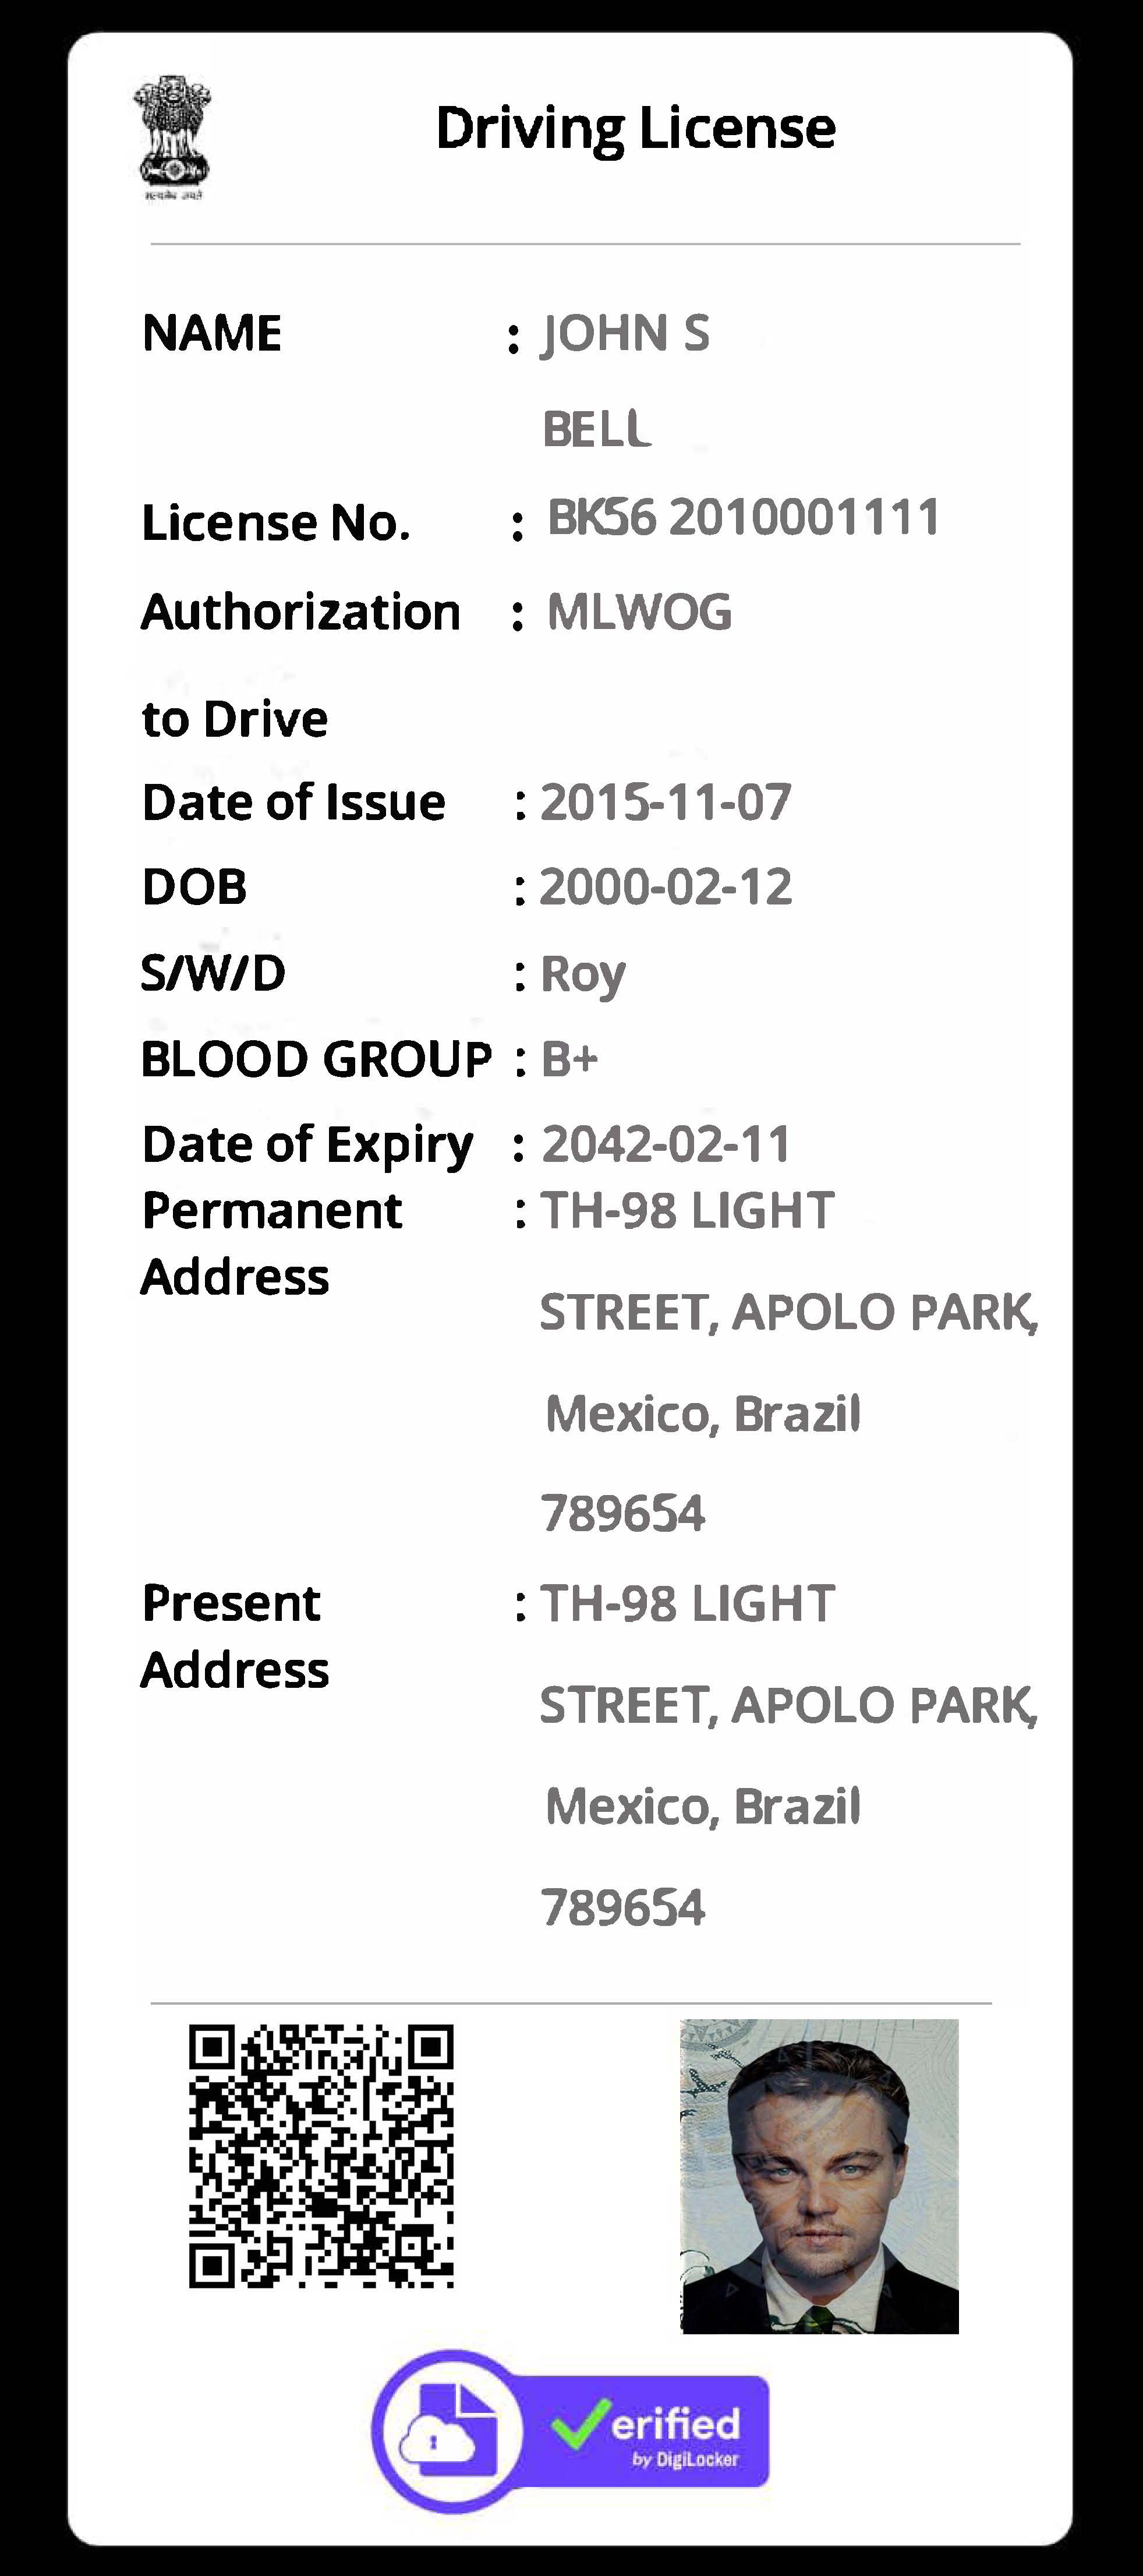 Driving License
सत्यमेव जयते
NAME : JOHN S
BELL
License No. : BK56 2010001111
Authorization : MLWOG
to Drive
Date of Issue : 2015-11-07
DOB : 2000-02-12
S/W/D : Roy
BLOOD GROUP : B+
Date of Expiry : 2042-02-11
Permanent : TH-98 LIGHT
Address
STREET, APOLO PARK,
Mexico, Brazil
789654
Present : TH-98 LIGHT
Address
STREET, APOLO PARK,
Mexico, Brazil
789654
erified
by DigiLocker